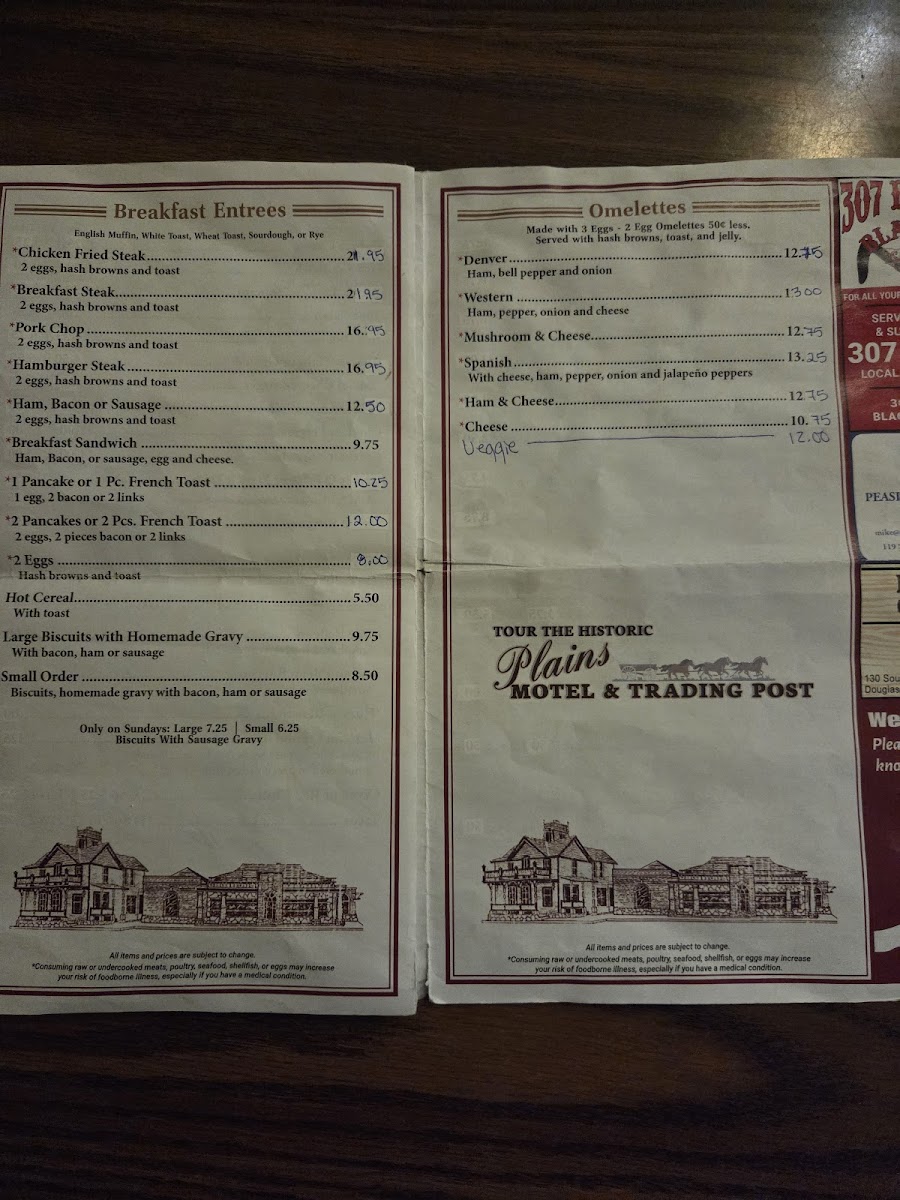 Breakfast Entrees
English Muffin, White Toast, Wheat Toast, Sourdough, or Rye
*Chicken Fried Steak 21.95
2 eggs, hash browns and toast
*Breakfast Steak 21 95
2 eggs, hash browns and toast
*Pork Chop 16.95
2 eggs, hash browns and toast
*Hamburger Steak 16.95
2 eggs, hash browns and toast
*Ham, Bacon or Sausage 12.50
2 eggs, hash browns and toast
*Breakfast Sandwich 9.75
Ham, Bacon, or sausage, egg and cheese.
*1 Pancake or 1 Pc. French Toast 10.25
1 egg, 2 bacon or 2 links
*2 Pancakes or 2 Pcs. French Toast 12.00
2 eggs, 2 pieces bacon or 2 links
*2 Eggs 8.00
Hash browns and toast
Hot Cereal 5.50
With toast
Large Biscuits with Homemade Gravy 9.75
With bacon, ham or sausage
Small Order 8.50
Biscuits, homemade gravy with bacon, ham or sausage
Only on Sundays: Large 7.25 | Small 6.25
Biscuits With Sausage Gravy
All items and prices are subject to change.
*Consuming raw or undercooked meats, poultry, seafood, shellfish, or eggs may increase
your risk of foodborne illness, especially if you have a medical condition.
Omelettes
Made with 3 Eggs - 2 Egg Omelettes 50¢ less.
Served with hash browns, toast, and jelly.
*Denver 12.75
Ham, bell pepper and onion
*Western 13 00
Ham, pepper, onion and cheese
*Mushroom & Cheese 12.75
*Spanish 13.25
With cheese, ham, pepper, onion and jalapeño peppers
*Ham & Cheese 12 75
*Cheese 10.75
Veggie 12.00
TOUR THE HISTORIC
Plains
MOTEL & TRADING POST
All items and prices are subject to change.
*Consuming raw or undercooked meats, poultry, seafood, shellfish, or eggs may increase
your risk of foodborne illness, especially if you have a medical condition.
307
FOR ALL YOUR
SERV
& SU
307
LOCAL
BLAC
PEAS
119
130 Sou
Douglas
We
Plea
kno